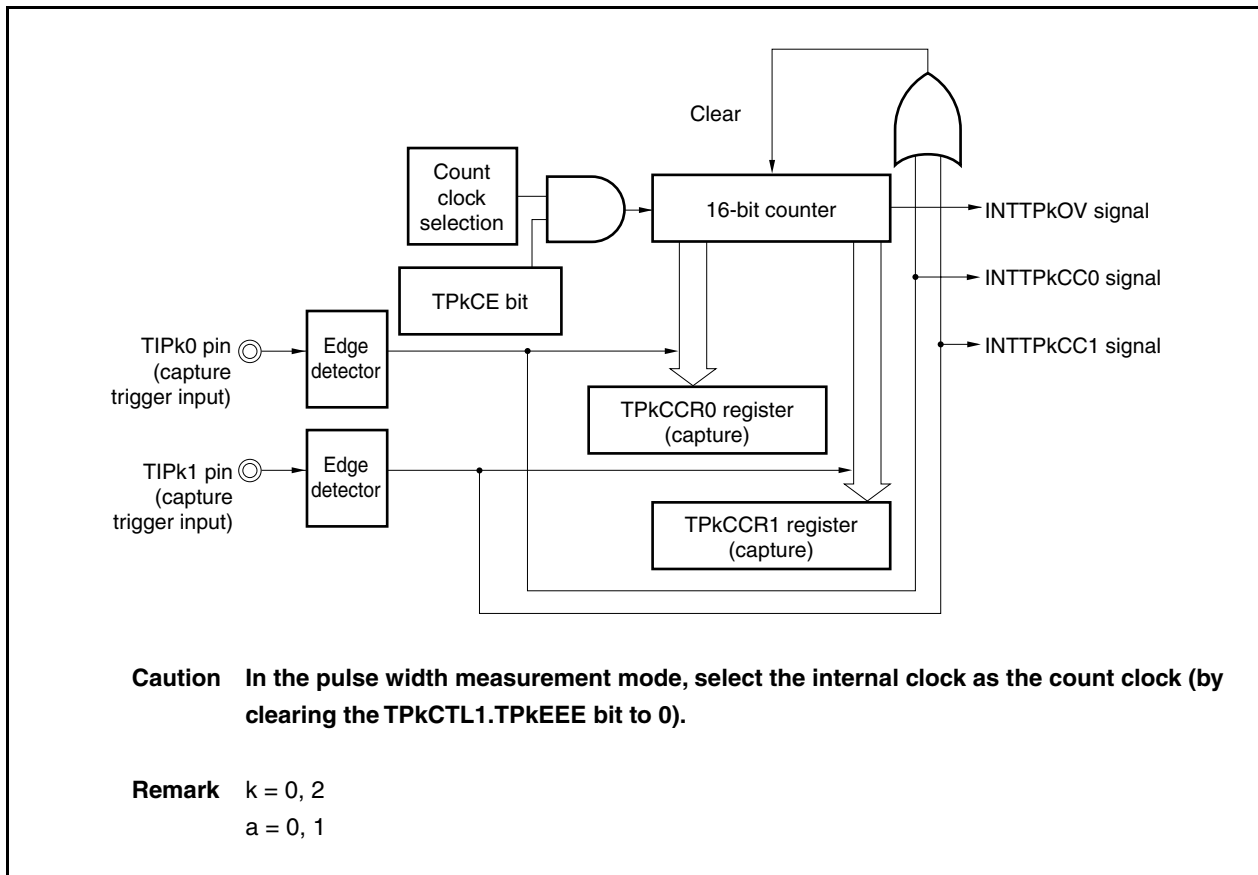 Clear
Count
clock
selection
16-bit counter
INTTPkOV signal
TPkCE bit
INTTPkCC0 signal
TIPk0 pin
(capture
trigger input)
Edge
detector
INTTPkCC1 signal
TPkCCR0 register
(capture)
TIPk1 pin
(capture
trigger input)
Edge
detector
TPkCCR1 register
(capture)
Caution In the pulse width measurement mode, select the internal clock as the count clock (by
clearing the TPkCTL1.TPkEEE bit to 0).
Remark k = 0, 2
a = 0, 1